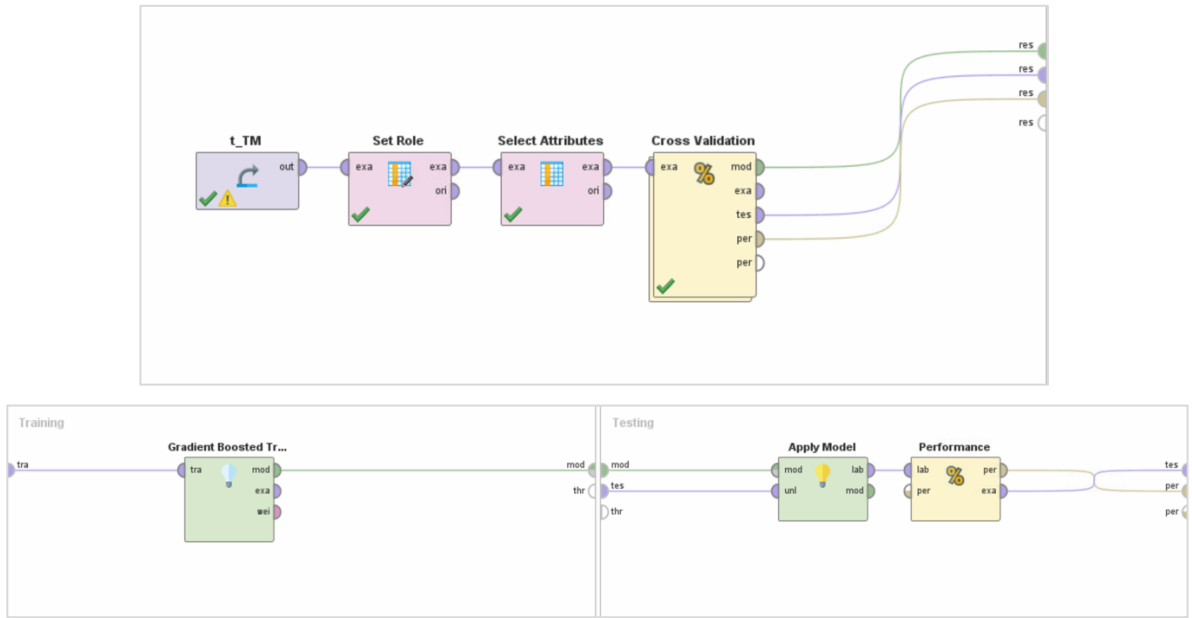 res
res
res
res
t_TM
Set Role
Select Attributes
Cross Validation
out
exa
exa
exa
exa
exa
mod
ori
ori
exa
tes
per
per
Training
Testing
Gradient Boosted Tr...
Apply Model
Performance
tra
tra
mod
mod
mod
mod
lab
lab
per
tes
exa
thr
tes
unl
mod
per
exa
per
wei
thr
per